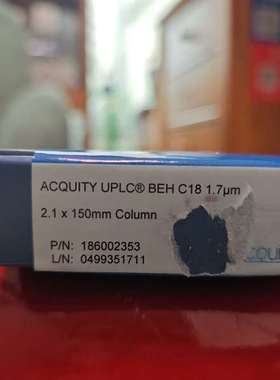 ACQUITY UPLC® BEH C18 1.7µm
2.1 x 150mm Column
P/N: 186002353
L/N: 0499351711